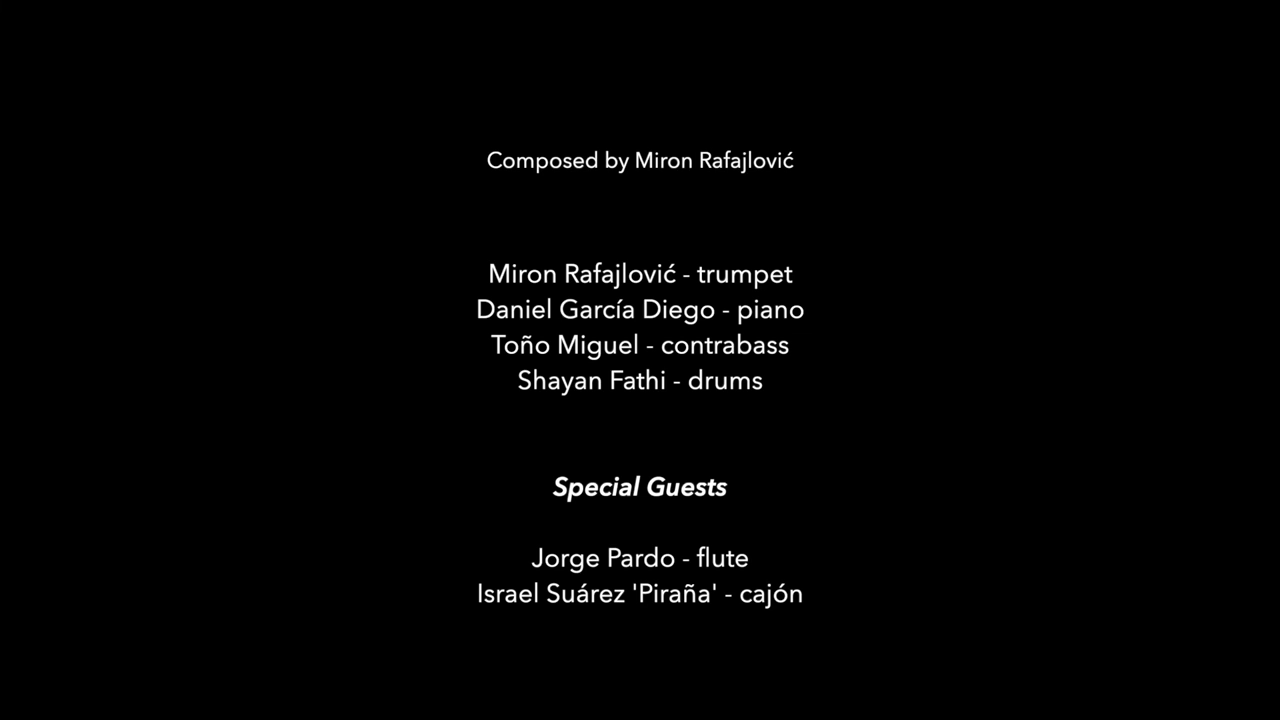 Composed by Miron Rafajlović
Miron Rafajlović - trumpet
Daniel García Diego - piano
Toño Miguel - contrabass
Shayan Fathi - drums
Special Guests
Jorge Pardo - flute
Israel Suárez 'Piraña' - cajón